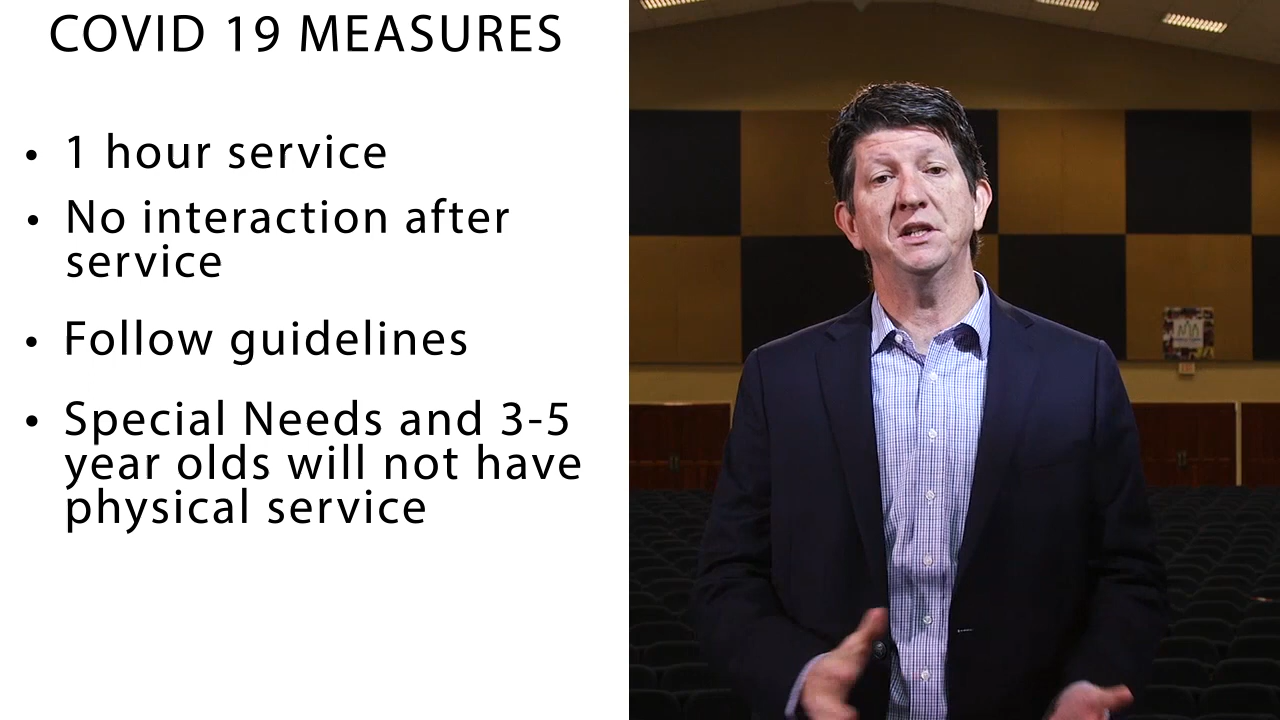 COVID 19 MEASURES
• 1 hour service
• No interaction after
service
• Follow guidelines
• Special Needs and 3-5
year olds will not have
physical service